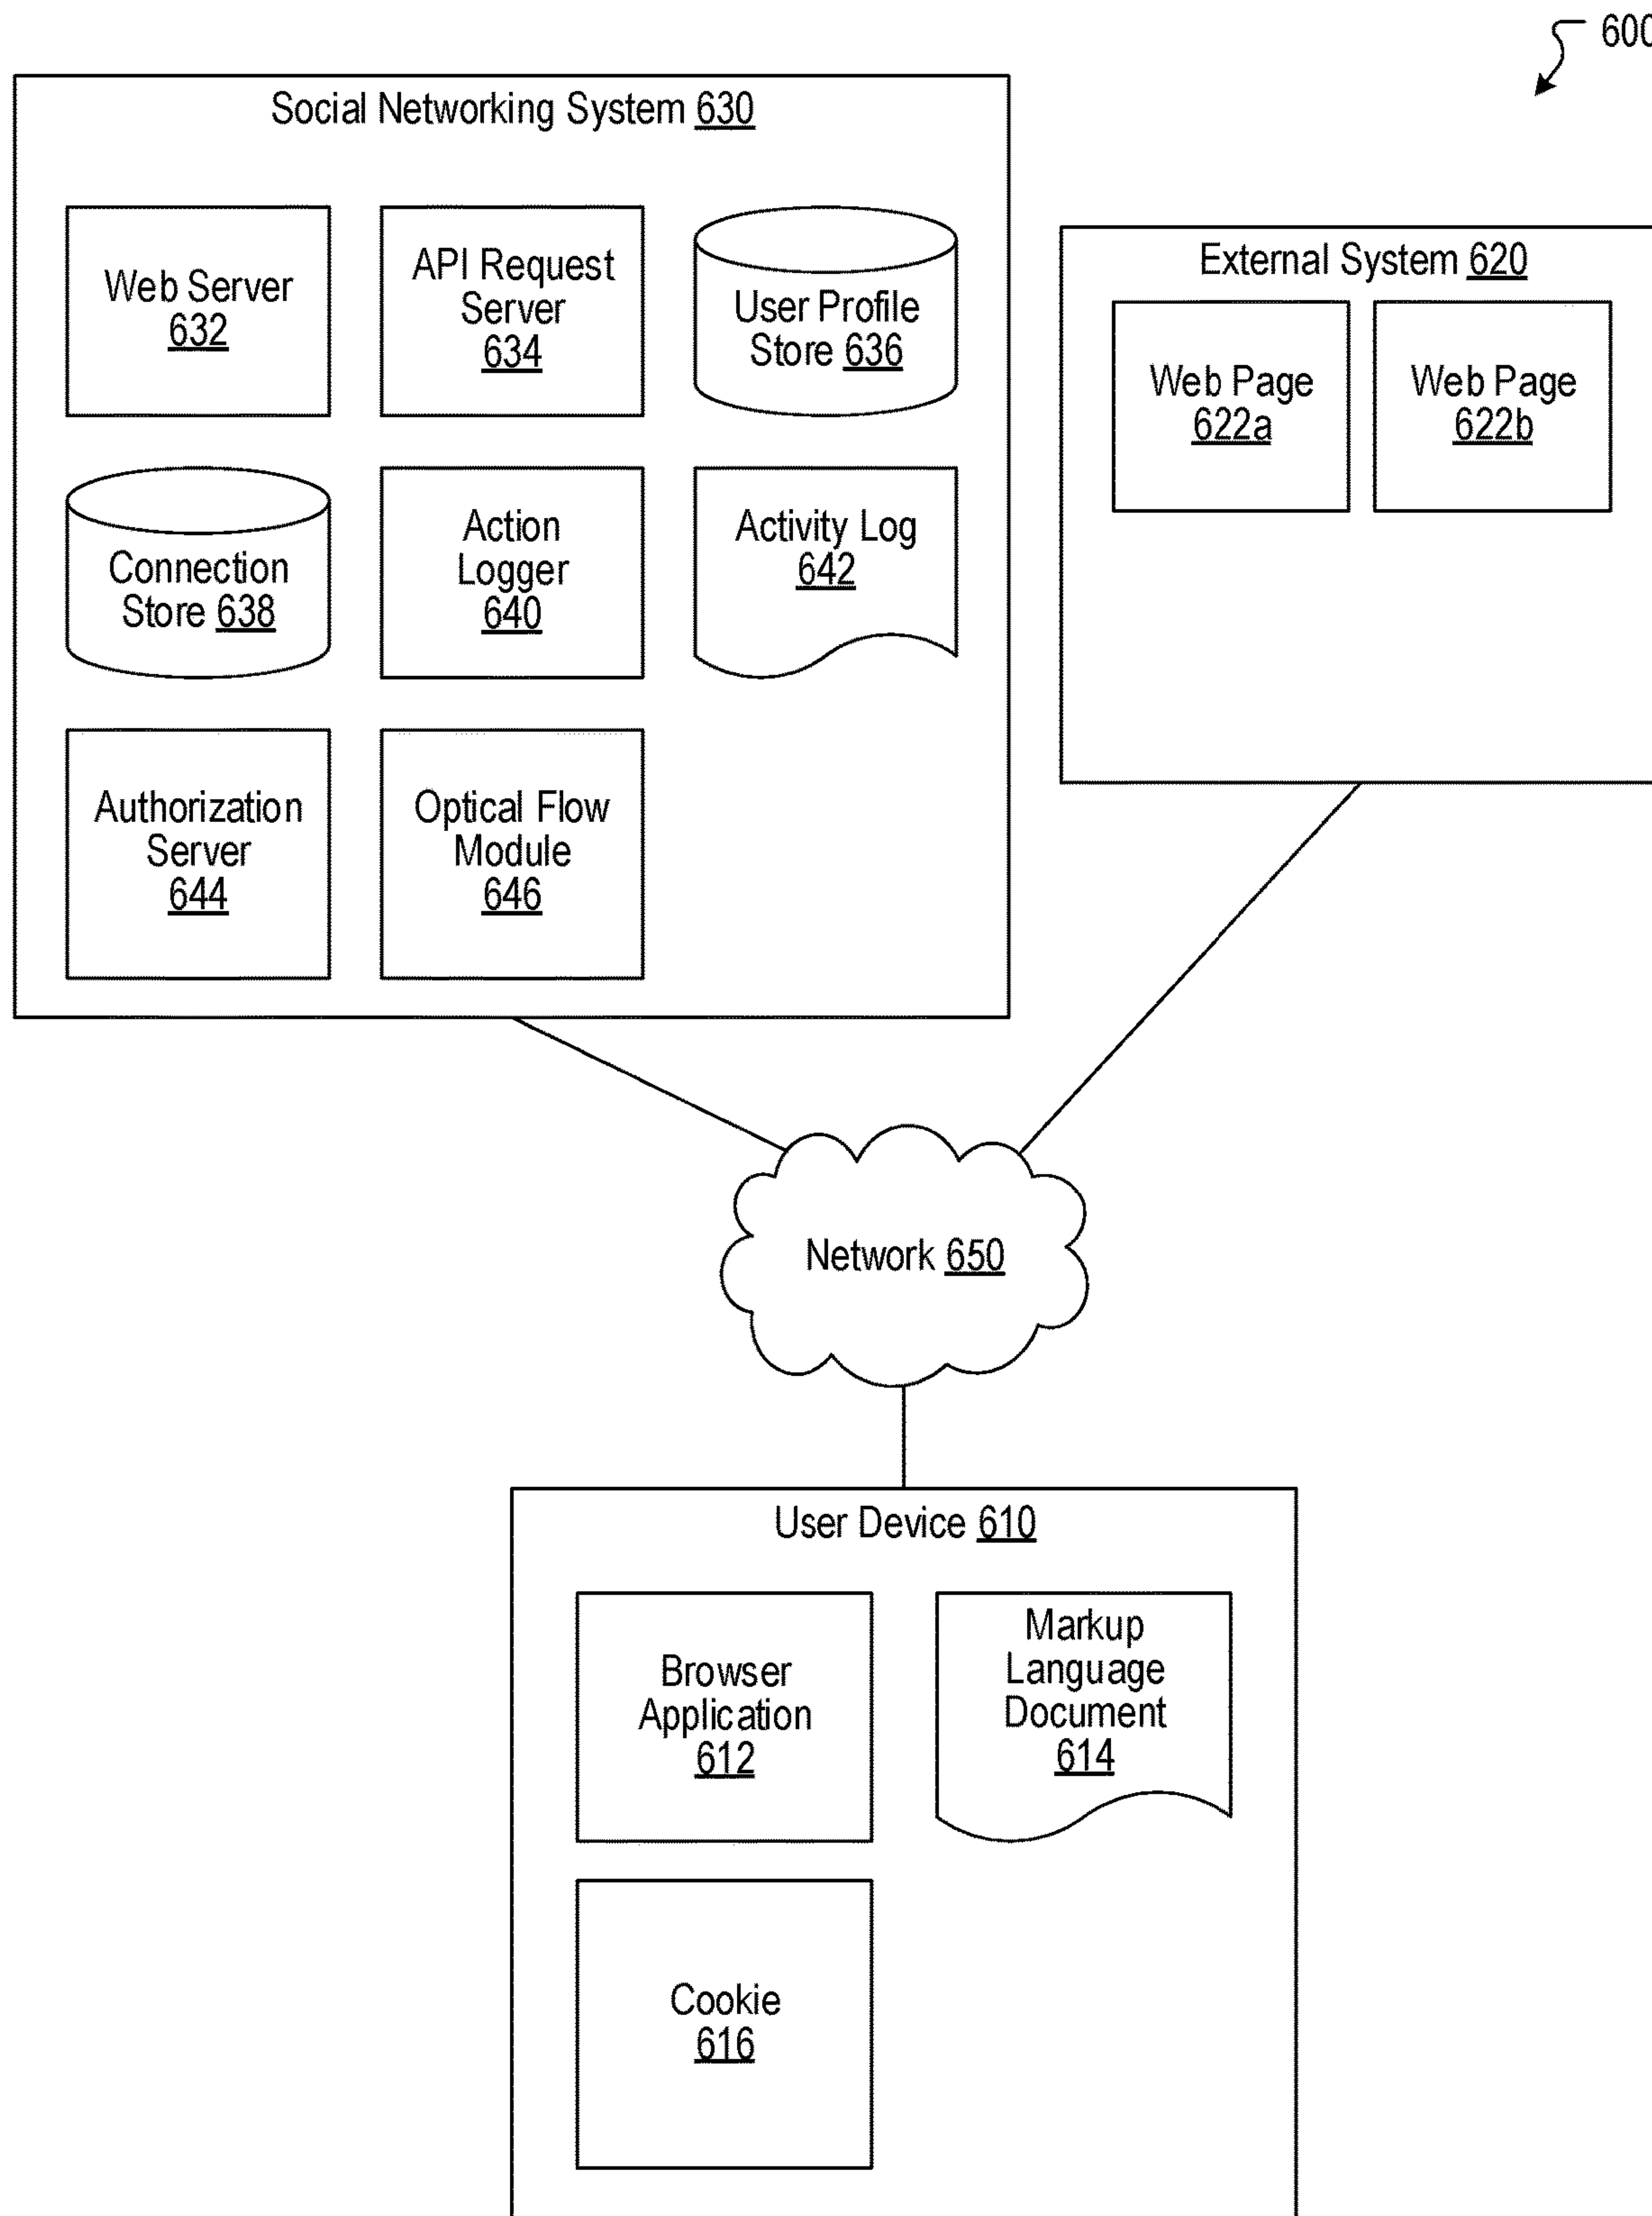 600
Social Networking System 630
Web Server
632
API Request
Server
634
User Profile
Store 636
Connection
Store 638
Action
Logger
640
Activity Log
642
Authorization
Server
644
Optical Flow
Module
646
External System 620
Web Page
622a
Web Page
622b
Network 650
User Device 610
Browser
Application
612
Markup
Language
Document
614
Cookie
616